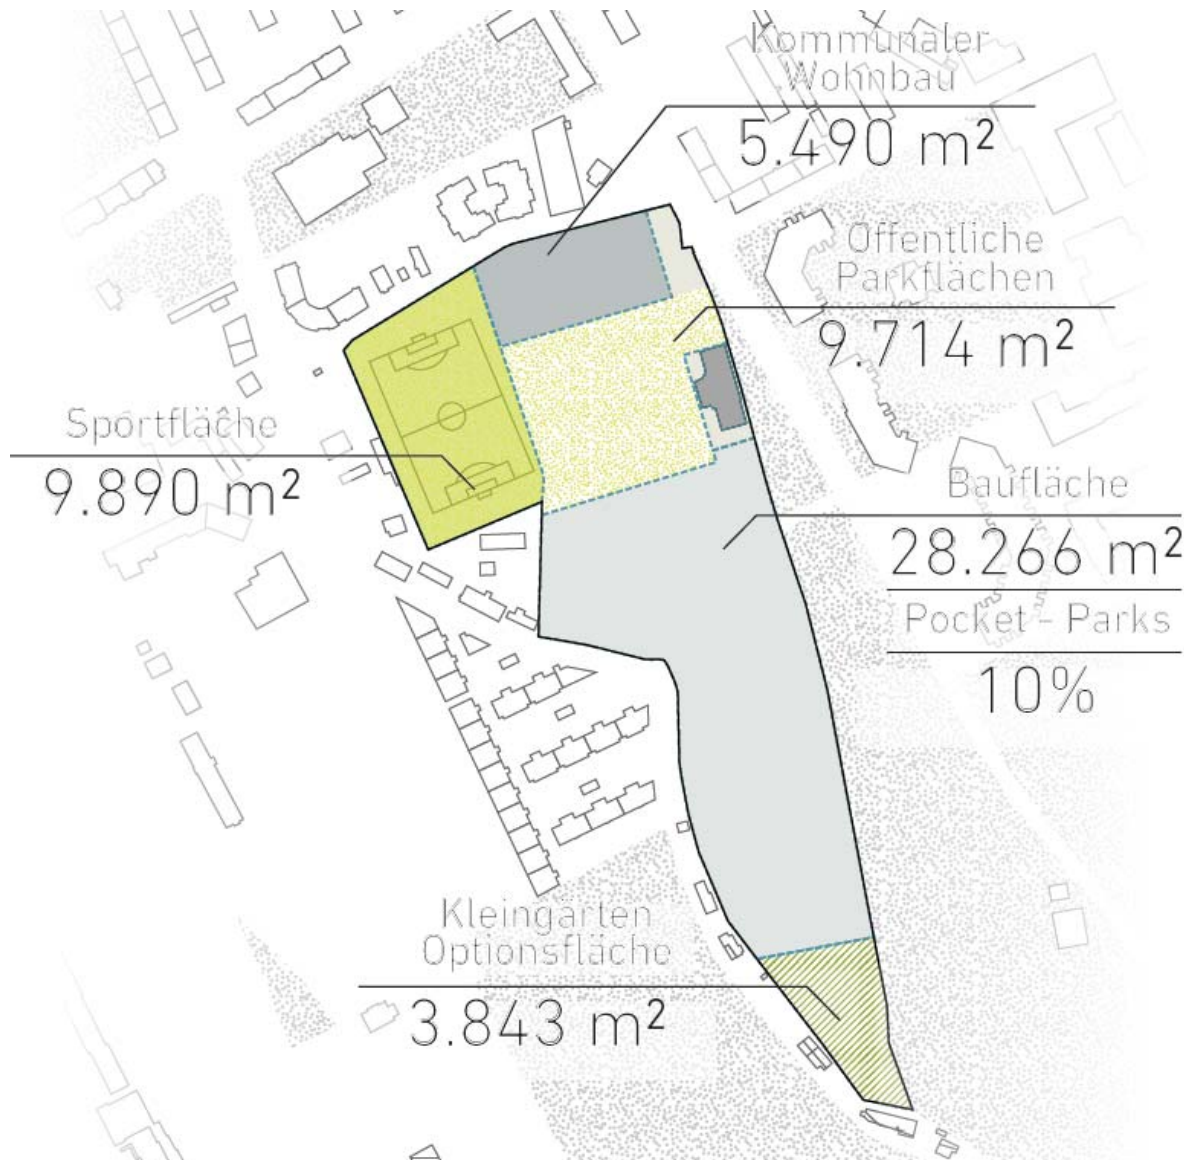 Kommunaler
Wohnbau
5.490 m²
Öffentliche
Parkflächen
9.714 m²
Sportfläche
9.890 m²
Baufläche
28.266 m²
Pocket - Parks
10%
Kleingärten
Optionsfläche
3.843 m²